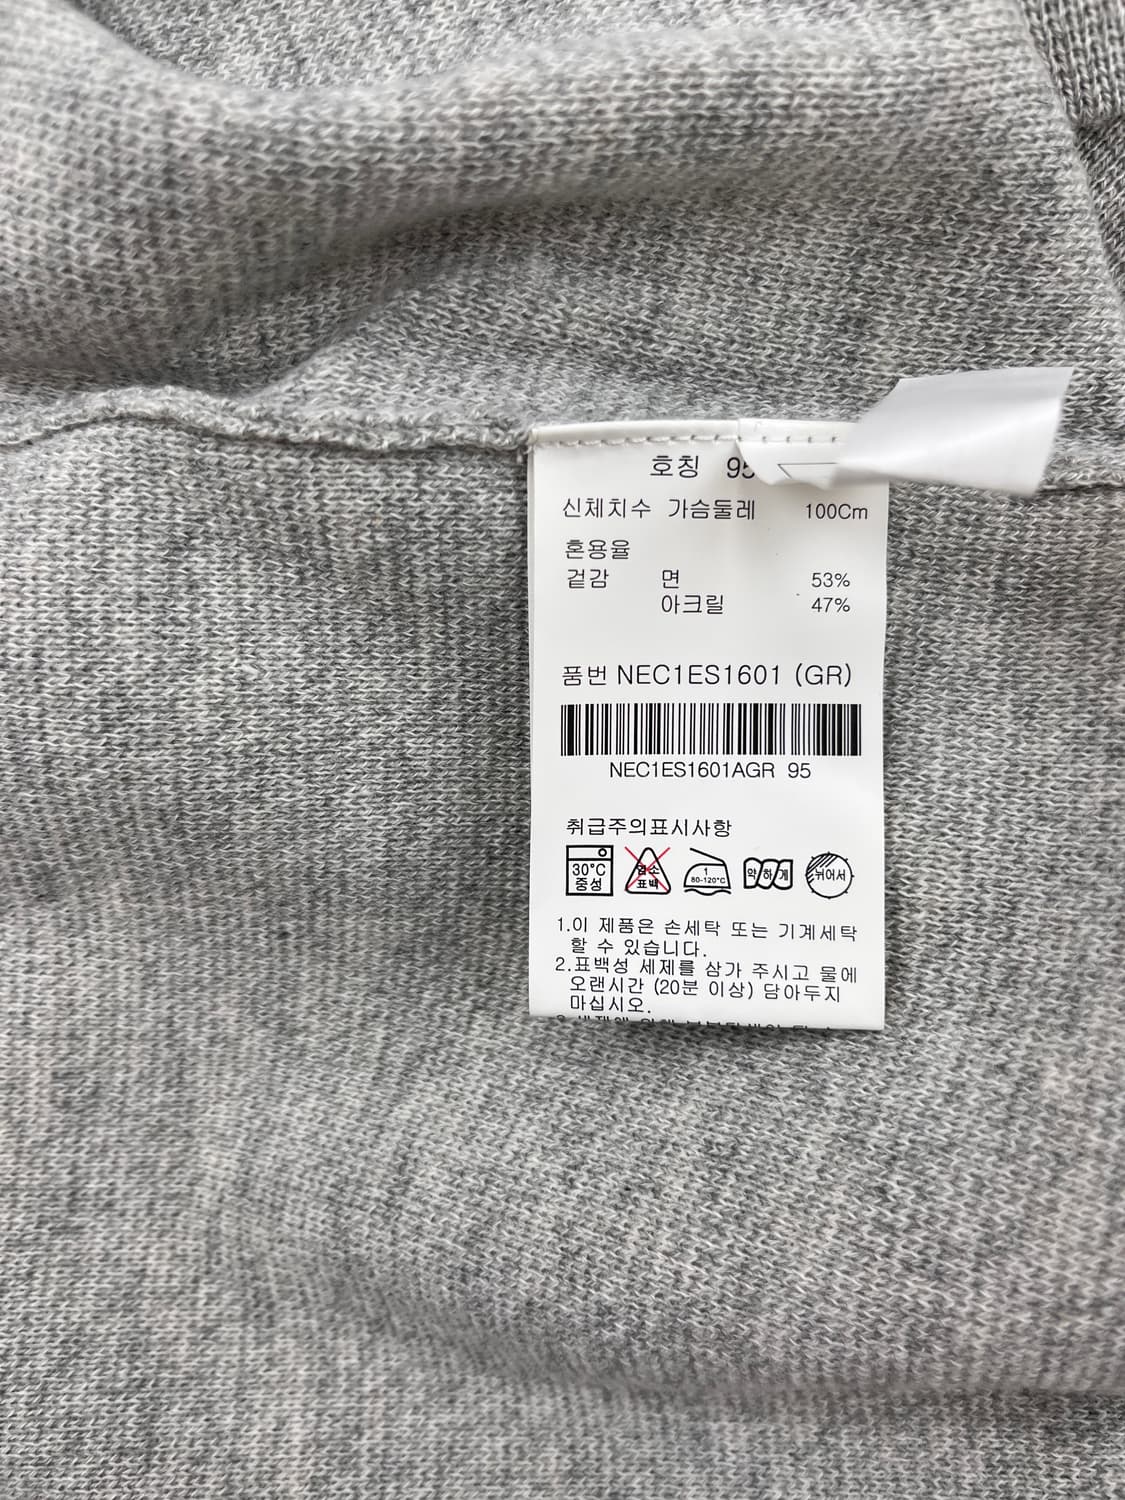 호칭 95
신체치수 가슴둘레 100Cm
혼용율
겉감 면 53%
아크릴 47%
품번 NEC1ES1601 (GR)
NEC1ES1601AGR 95
취급주의표시사항
30°C 중성
염소 표백
1 80-120°C
약하게
뉘어서
1.이 제품은 손세탁 또는 기계세탁
할 수 있습니다.
2.표백성 세제를 삼가 주시고 물에
오랜시간 (20분 이상) 담아두지
마십시오.